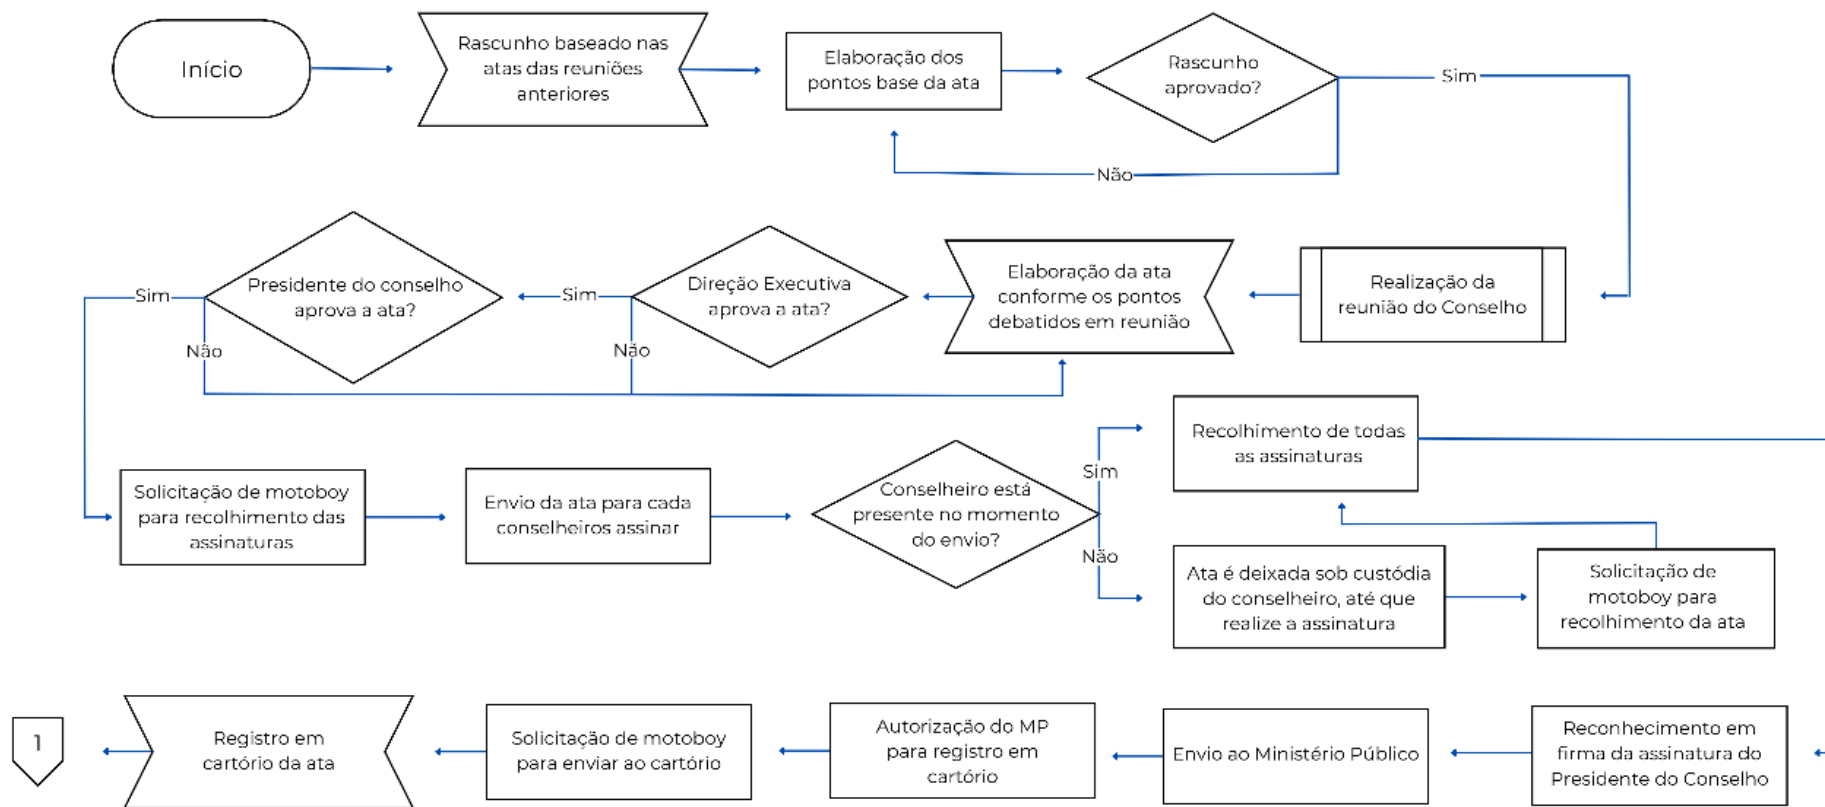 Início
Rascunho baseado nas
atas das reuniões
anteriores
Elaboração dos
pontos base da ata
Rascunho
aprovado?
Sim
Não
Presidente do conselho
aprova a ata?
Sim
Não
Direção Executiva
aprova a ata?
Sim
Não
Elaboração da ata
conforme os pontos
debatidos em reunião
Realização da
reunião do Conselho
Solicitação de motoboy
para recolhimento das
assinaturas
Envio da ata para cada
conselheiros assinar
Conselheiro está
presente no momento
do envio?
Sim
Não
Recolhimento de todas
as assinaturas
Ata é deixada sob custódia
do conselheiro, até que
realize a assinatura
Solicitação de
motoboy para
recolhimento da ata
1
Registro em
cartório da ata
Solicitação de motoboy
para enviar ao cartório
Autorização do MP
para registro em
cartório
Envio ao Ministério Público
Reconhecimento em
firma da assinatura do
Presidente do Conselho